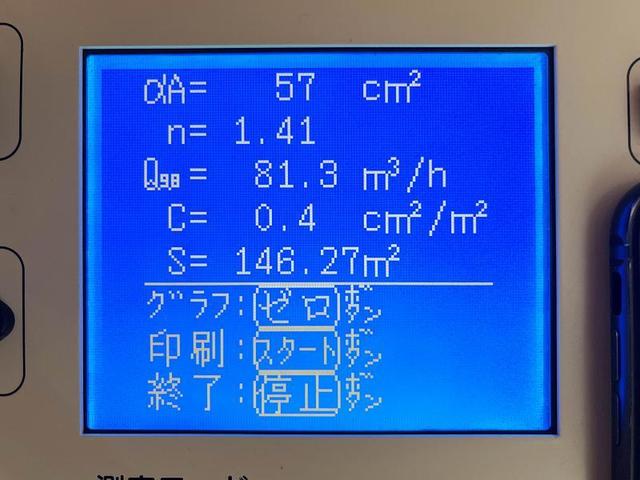 αA= 57 cm²
n= 1.41
Q98 = 81.3 m³/h
C= 0.4 cm²/m²
S= 146.27m²
グラフ:ゼロボタン
印刷:スタートボタン
終了:停止ボタン